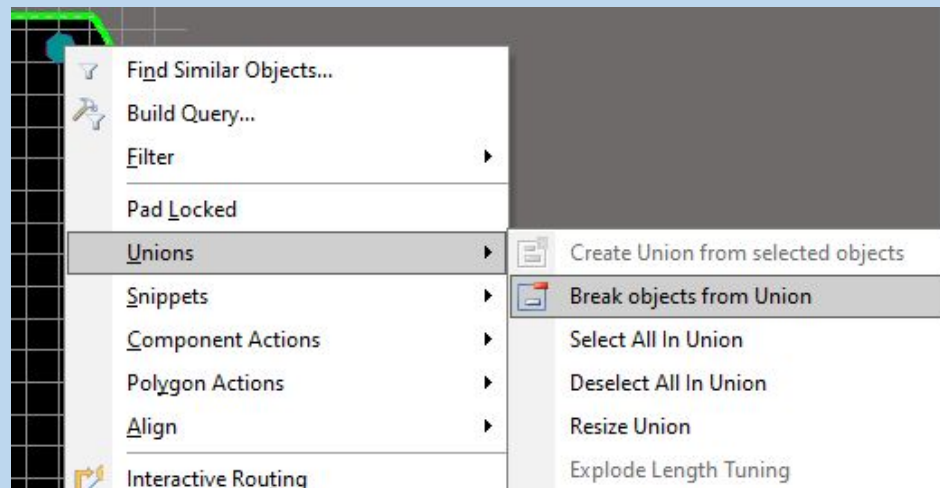 Find Similar Objects...
Build Query...
Filter
Pad Locked
Unions
Snippets
Component Actions
Polygon Actions
Align
Interactive Routing
Create Union from selected objects
Break objects from Union
Select All In Union
Deselect All In Union
Resize Union
Explode Length Tuning